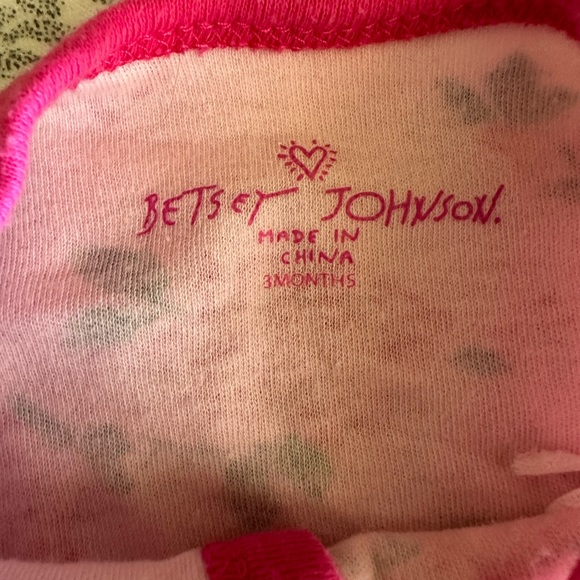 BETSEY JOHNSON.
MADE IN
CHINA
3MONTHS